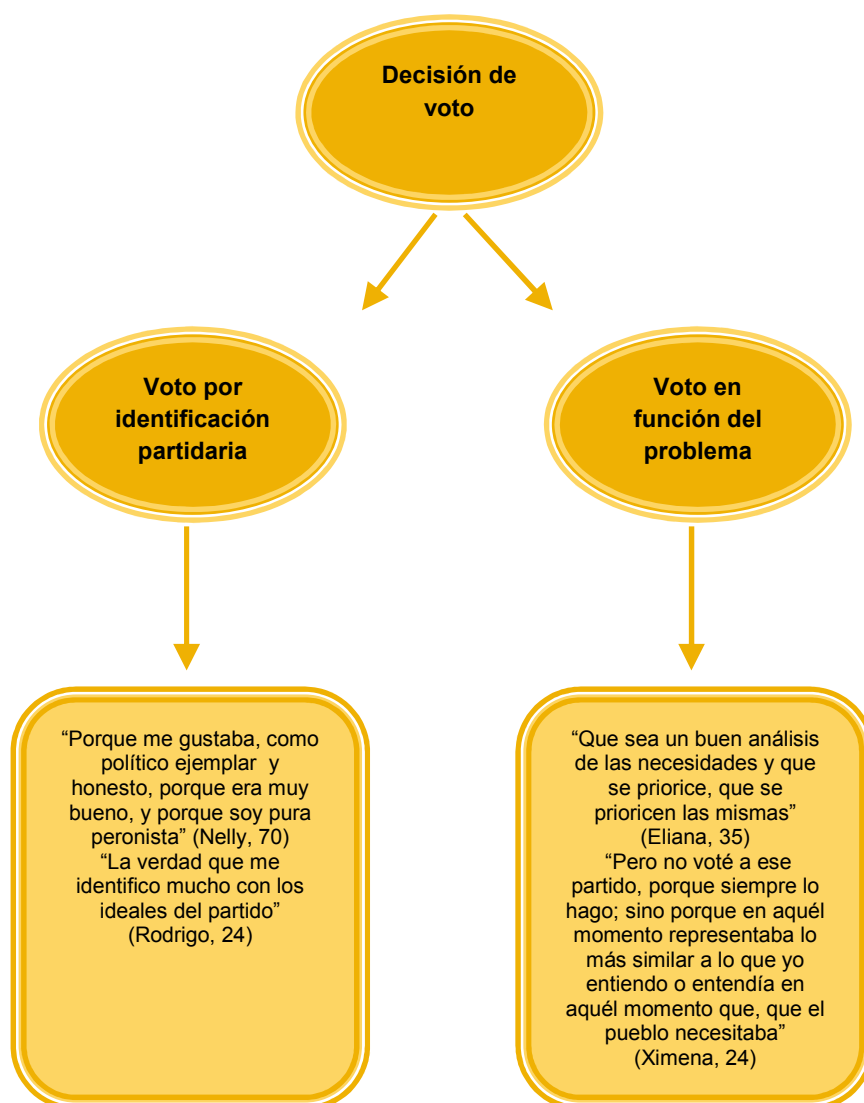 Decisión de
voto
Voto por
identificación
partidaria
Voto en
función del
problema
“Porque me gustaba, como
político ejemplar  y
honesto, porque era muy
bueno, y porque soy pura
peronista” (Nelly, 70)
“La verdad que me
identifico mucho con los
ideales del partido”
(Rodrigo, 24)
“Que sea un buen análisis
de las necesidades y que
se priorice, que se
prioricen las mismas”
(Eliana, 35)
“Pero no voté a ese
partido, porque siempre lo
hago; sino porque en aquél
momento representaba lo
más similar a lo que yo
entiendo o entendía en
aquél momento que, que el
pueblo necesitaba”
(Ximena, 24)